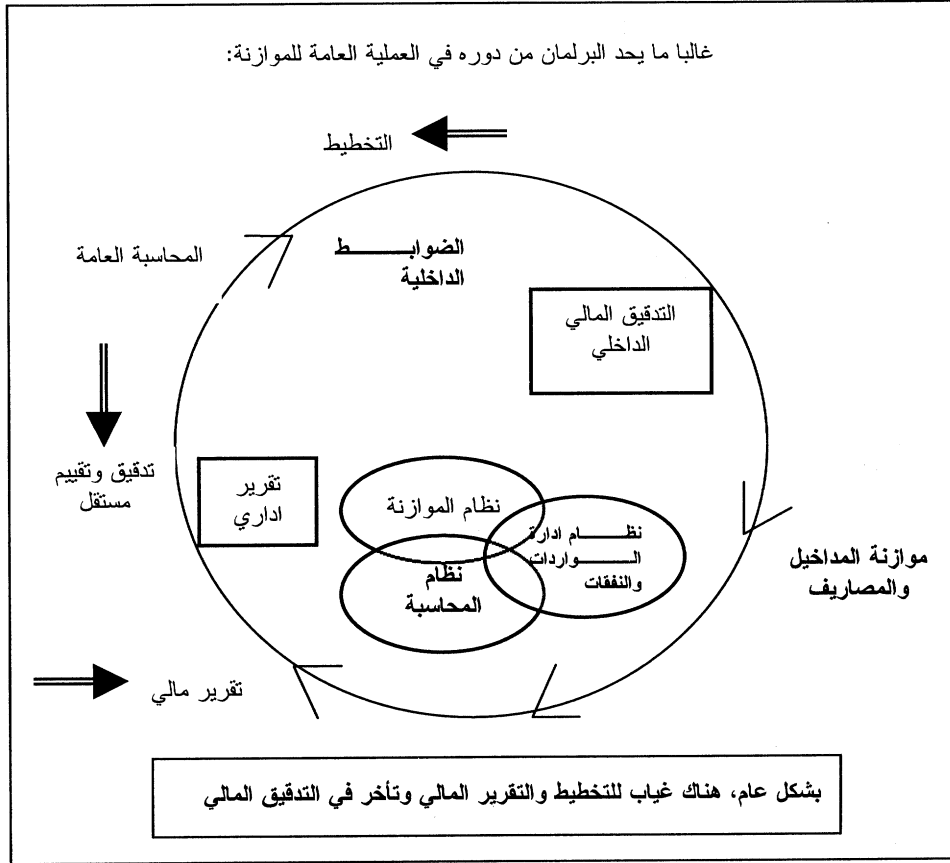 غالبا ما يحد البرلمان من دوره في العملية العامة للموازنة:
التخطيط
المحاسبة العامة
الضوابط
الداخلية
التدقيق المالي
الداخلي
تدقيق وتقييم
مستقل
تقرير
اداري
نظام الموازنة
نظام ادارة
الواردات
والنفقات
نظام
المحاسبة
موازنة المداخيل
والمصاريف
تقرير مالي
بشكل عام، هناك غياب للتخطيط والتقرير المالي وتأخر في التدقيق المالي